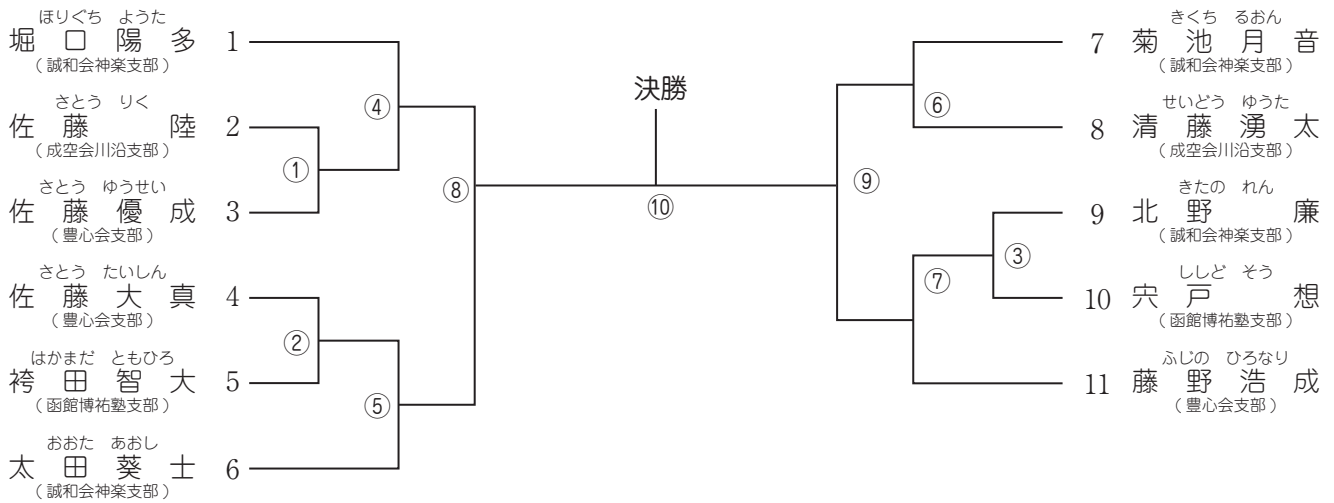 ほりぐち ようた
堀口陽多 1
(誠和会神楽支部)
さとう りく
佐藤 陸 2
(成空会川沿支部)
さとう ゆうせい
佐藤優成 3
(豊心会支部)
さとう たいしん
佐藤大真 4
(豊心会支部)
はかまだ ともひろ
袴田智大 5
(函館博祐塾支部)
おおた あおし
太田葵士 6
(誠和会神楽支部)
④
①
⑧
②
⑤
決勝
⑩
⑥
⑨
③
⑦
きくち るおん
7 菊池月音
(誠和会神楽支部)
せいどう ゆうた
8 清藤湧太
(成空会川沿支部)
きたの れん
9 北野 廉
(誠和会神楽支部)
ししど そう
10 宍戸 想
(函館博祐塾支部)
ふじの ひろなり
11 藤野浩成
(豊心会支部)